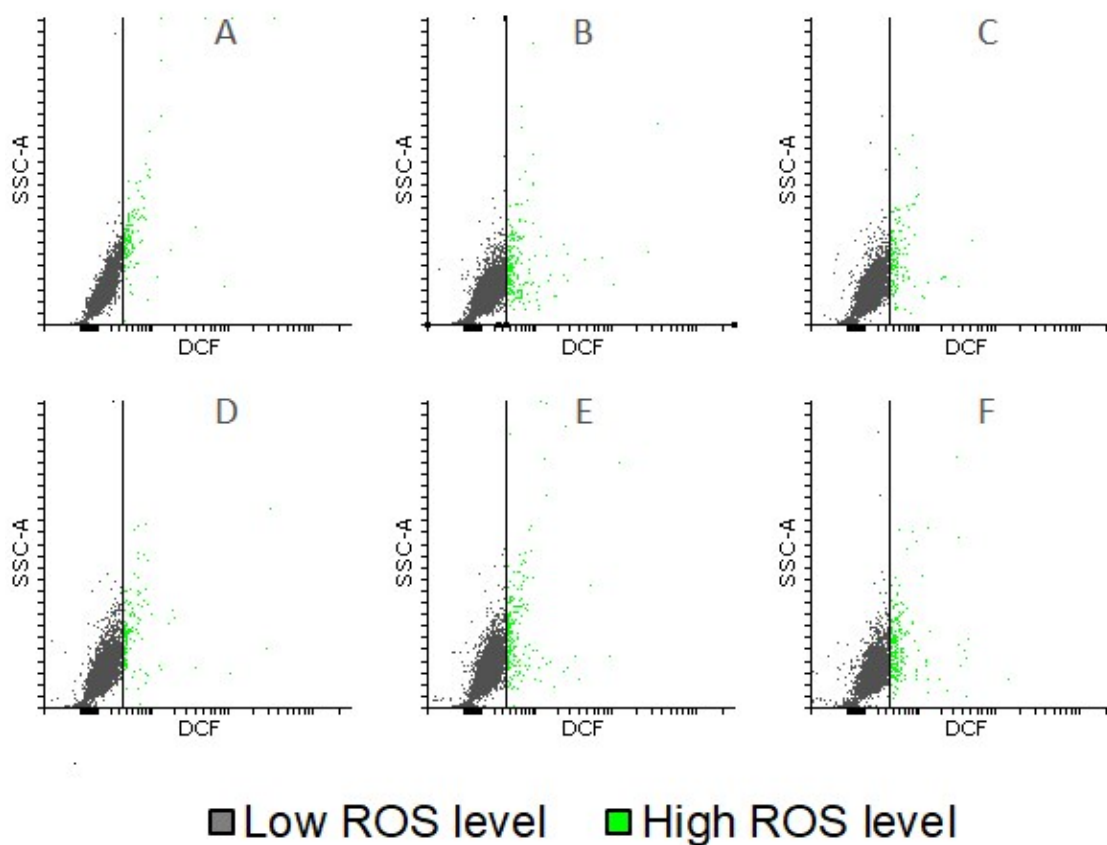 A
B
C
SSC-A
SSC-A
SSC-A
DCF
DCF
DCF
D
E
F
SSC-A
SSC-A
SSC-A
DCF
DCF
DCF
Low ROS level
High ROS level